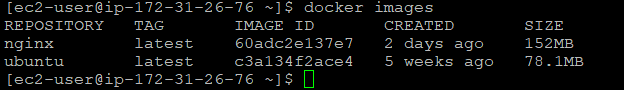 [ec2-user@ip-172-31-26-76 ~]$ docker images
REPOSITORY   TAG       IMAGE ID       CREATED       SIZE
nginx        latest    60adc2e137e7   2 days ago    152MB
ubuntu       latest    c3a134f2ace4   5 weeks ago   78.1MB
[ec2-user@ip-172-31-26-76 ~]$